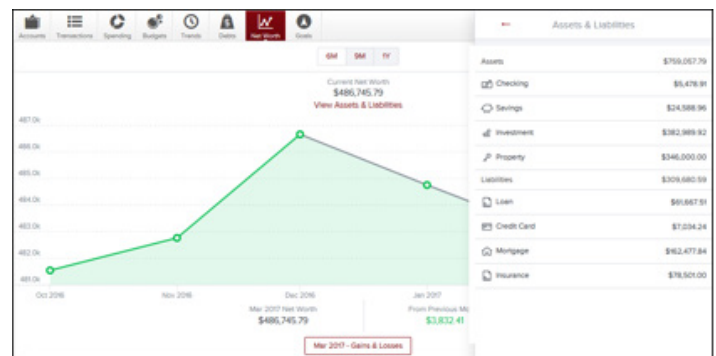 Accounts Transactions Spending Budgets Trends Debts Net Worth Goals
6M 9M 1Y
Current Net Worth
$486,745.79
View Assets & Liabilities
487.0k
486.0k
485.0k
484.0k
483.0k
482.0k
481.0k
Oct 2016 Nov 2016 Dec 2016 Jan 2017
Mar 2017 Net Worth
$486,745.79
From Previous Mo
$3,832.41
Mar 2017 - Gains & Losses
Assets & Liabilities
Assets $759,057.79
Checking $5,478.91
Savings $24,588.96
Investment $382,989.92
Property $346,000.00
Liabilities $309,680.59
Loan $61,667.51
Credit Card $7,034.24
Mortgage $162,477.84
Insurance $78,501.00